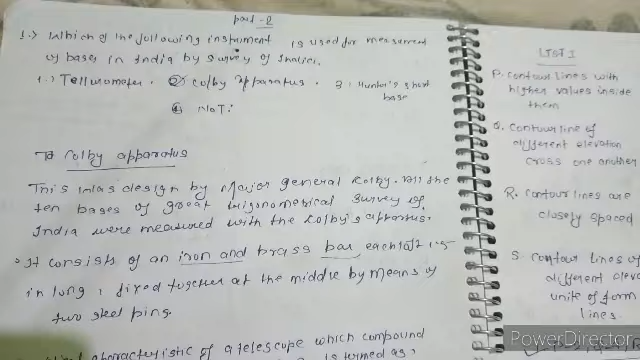 part - 2
1.) Which of the following instrument is used for measurement
of bases in India by Survey of India.
1.) Tellurometer. 2 Colby apparatus. 3. Hunter's short
base
4 NOT:
Colby apparatus
This was design by Major general Colby. All the
ten bases of great trigonometrical Survey of
India were measured with the Colby's apparatus.
It consists of an iron and brass bar each
in long, fixed together at the middle by means of
two steel pins.
characteristic of a telescope which compound
is termed as,
LIST I
P. contour lines with
higher values inside
them
Q. contour line of
different elevation
cross one another
R. contour lines are
closely spaced
S. contour lines of
different elev
unite of form
lines.
PowerDirector